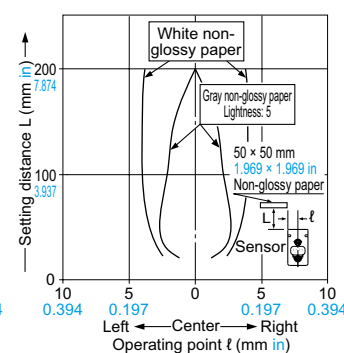 White non-
glossy paper
200
7.874
Gray non-glossy paper
Lightness: 5
50 × 50 mm
1.969 × 1.969 in
Non-glossy paper
100
3.937
Setting distance L (mm in)
L
ℓ
Sensor
0
10 5 0 5 10
0.394 0.197 0.197 0.394
Left Center Right
Operating point ℓ (mm in)